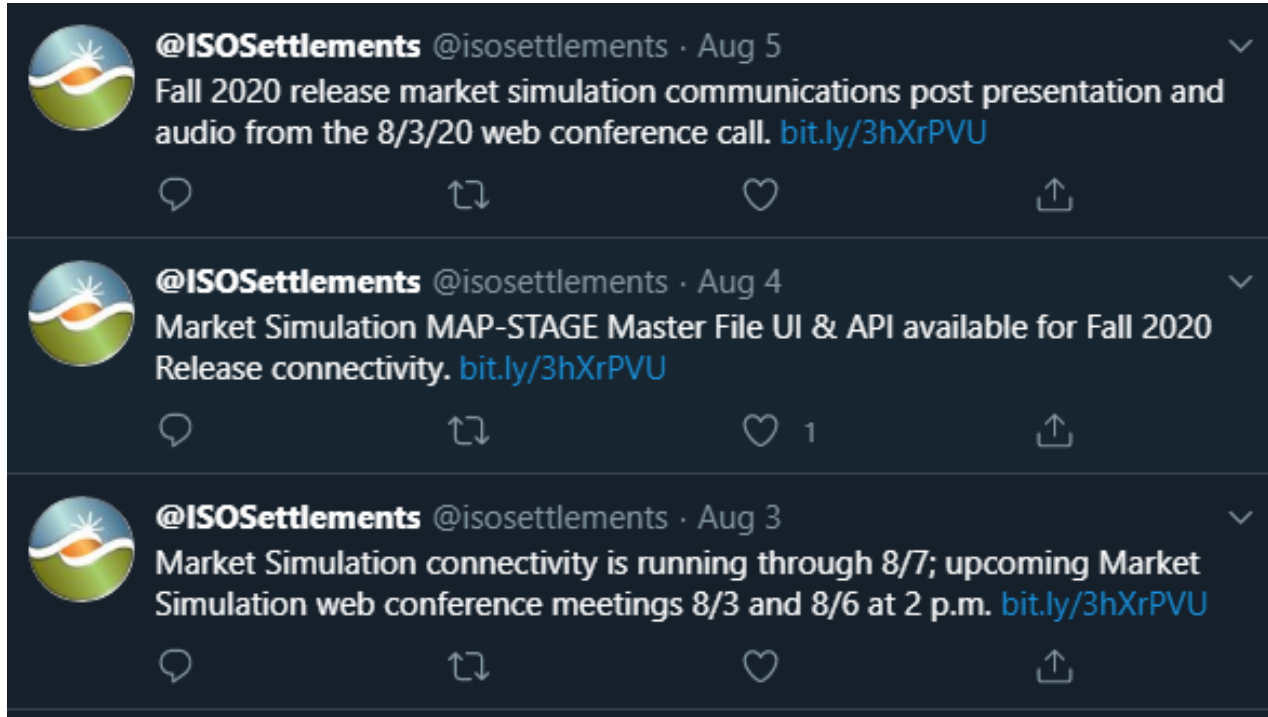 @ISOSettlements @isosettlements · Aug 5
Fall 2020 release market simulation communications post presentation and
audio from the 8/3/20 web conference call. bit.ly/3hXrPVU
@ISOSettlements @isosettlements · Aug 4
Market Simulation MAP-STAGE Master File UI & API available for Fall 2020
Release connectivity. bit.ly/3hXrPVU
1
@ISOSettlements @isosettlements · Aug 3
Market Simulation connectivity is running through 8/7; upcoming Market
Simulation web conference meetings 8/3 and 8/6 at 2 p.m. bit.ly/3hXrPVU